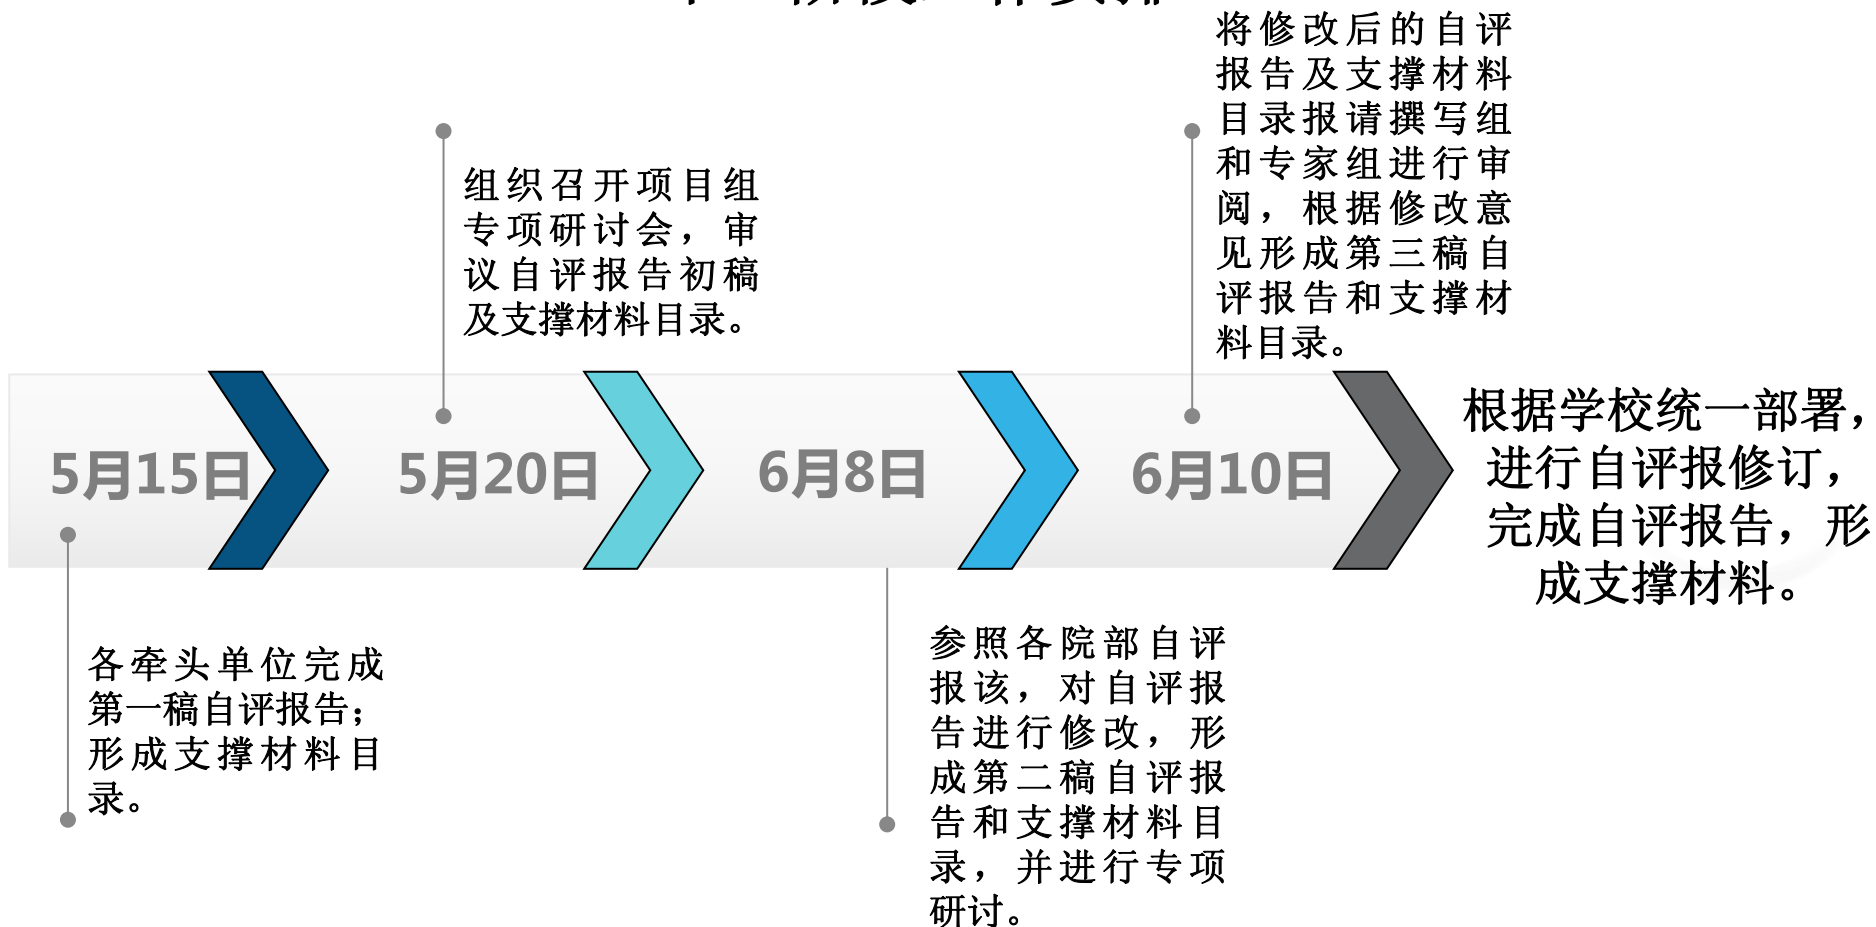 将修改后的自评
报告及支撑材料
目录报请撰写组
和专家组进行审
阅，根据修改意
见形成第三稿自
评报告和支撑材
料目录。
组织召开项目组
专项研讨会，审
议自评报告初稿
及支撑材料目录。
5月15日
5月20日
6月8日
6月10日
根据学校统一部署，
进行自评报修订，
完成自评报告，形
成支撑材料。
各牵头单位完成
第一稿自评报告；
形成支撑材料目
录。
参照各院部自评
报该，对自评报
告进行修改，形
成第二稿自评报
告和支撑材料目
录，并进行专项
研讨。